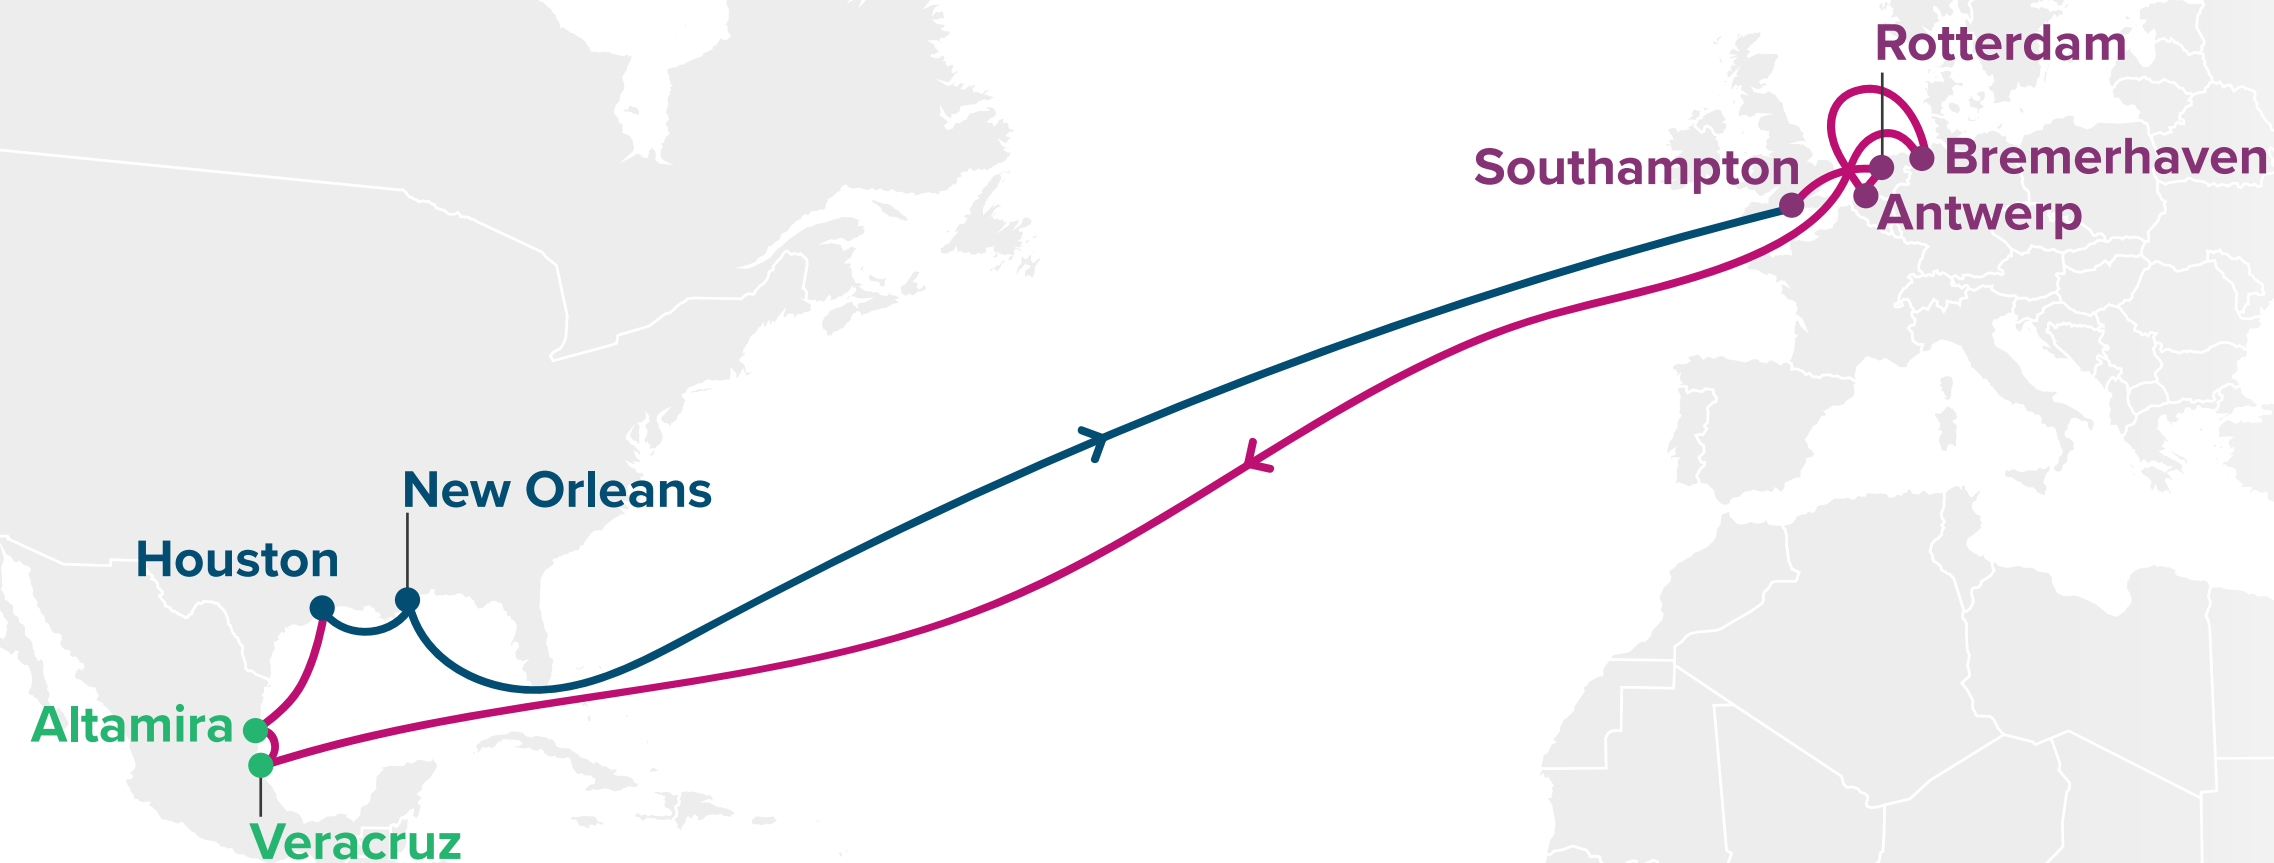 Rotterdam
Southampton
Bremerhaven
Antwerp
New Orleans
Houston
Altamira
Veracruz